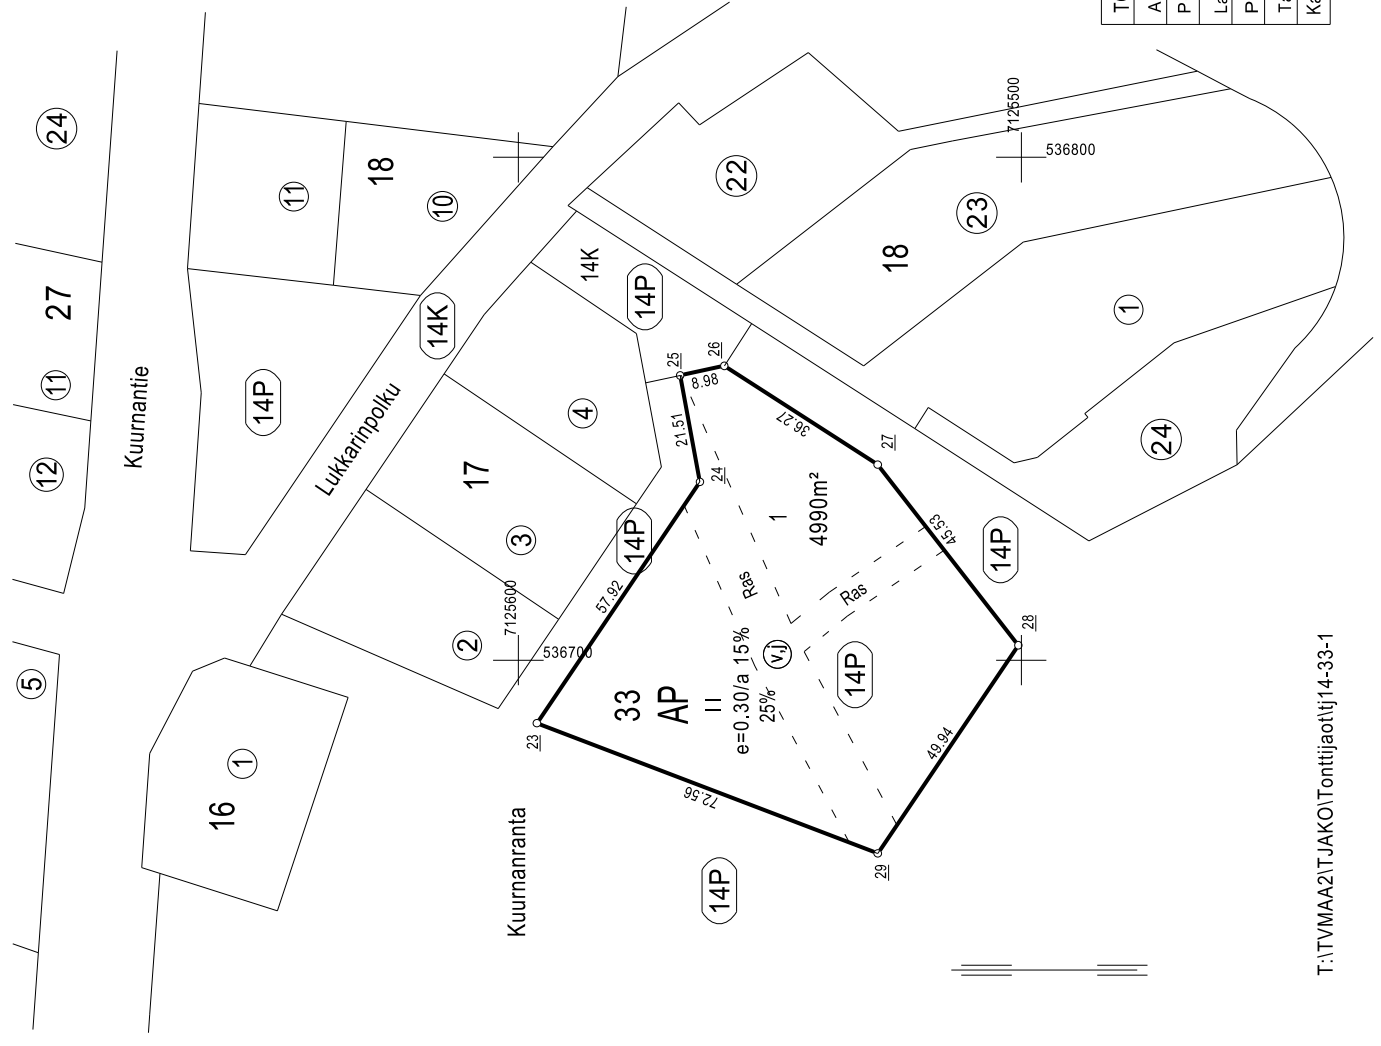 24
27
11
12
5
Kuurnantie
11
18
10
14P
14K
Lukkarinpolku
17
4
3
2
14K
14P
14P
22
23
18
1
24
7125500
536800
7125600
536700
16
1
25
26
8.98
21.51
24
36.27
27
57.92
1
4990m²
45.53
Ras
Ras
14P
28
23
33
AP
II
e=0.30/a 15%
25%
v,j
14P
49.94
72.56
29
Kuurnanranta
14P
T:\TVMAA2\TJAKO\Tonttijaot\tj14-33-1